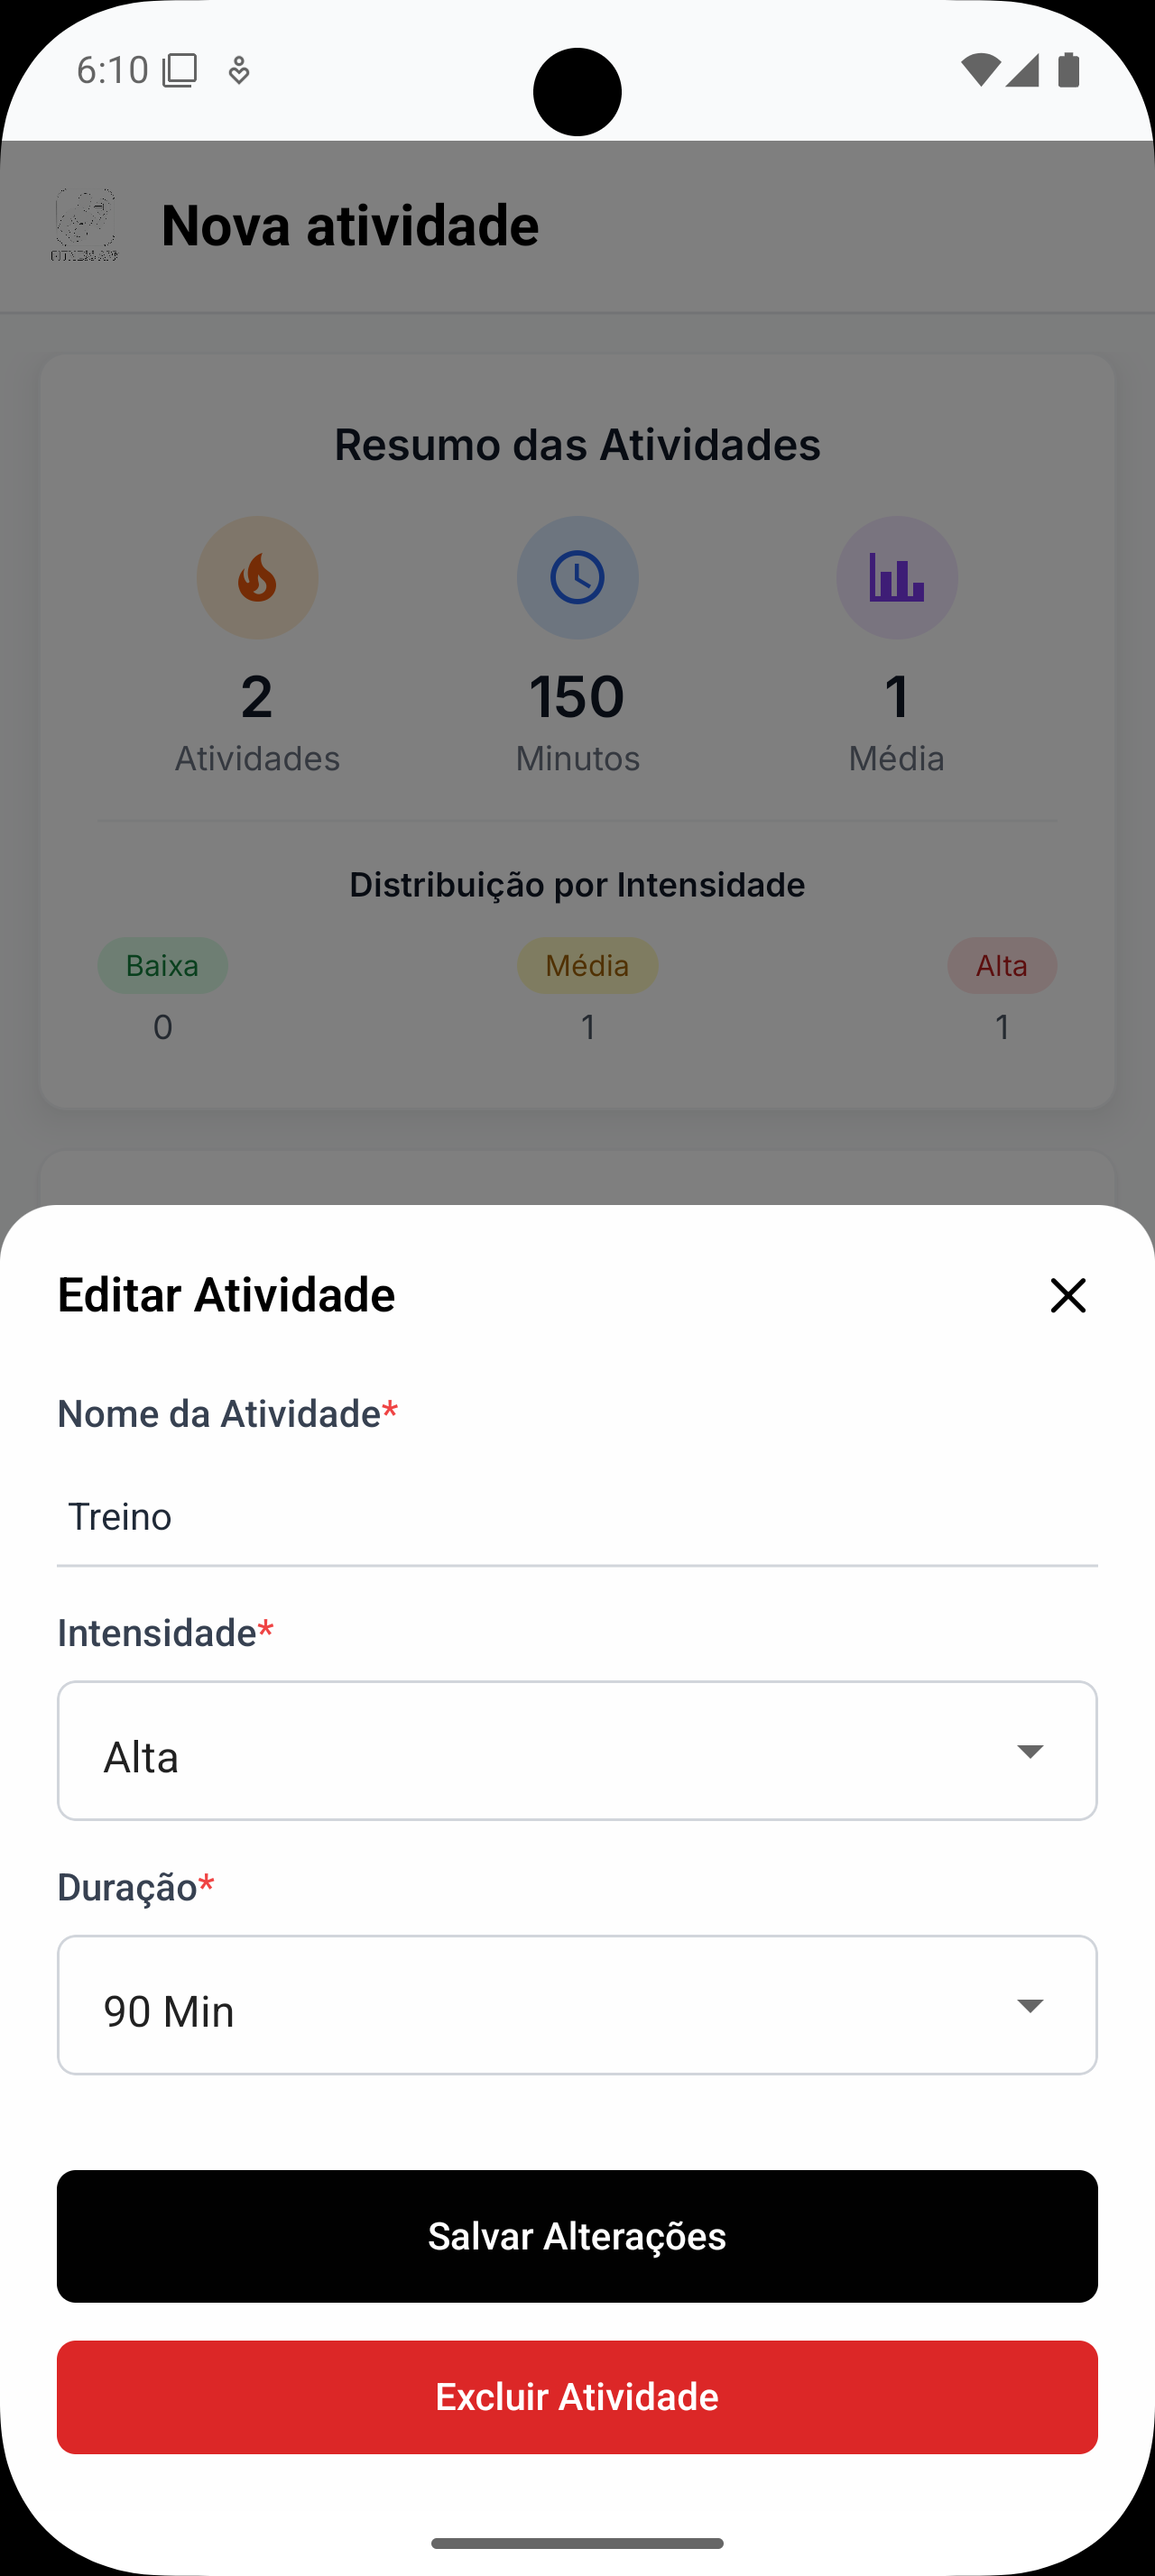 6:10
Nova atividade
Resumo das Atividades
2
150
1
Atividades
Minutos
Média
Distribuição por Intensidade
Baixa
Média
Alta
0
1
1
Editar Atividade
Nome da Atividade*
Treino
Intensidade*
Alta
Duração*
90 Min
Salvar Alterações
Excluir Atividade